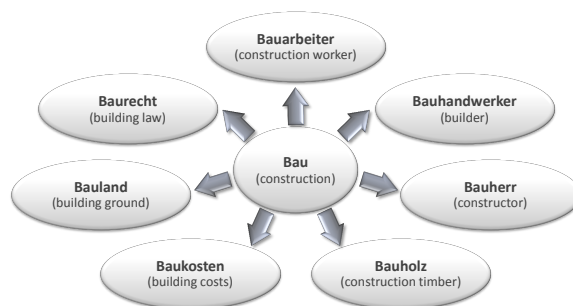 Bauarbeiter
(construction worker)
Baurecht
(building law)
Bauhandwerker
(builder)
Bau
(construction)
Bauland
(building ground)
Bauherr
(constructor)
Baukosten
(building costs)
Bauholz
(construction timber)